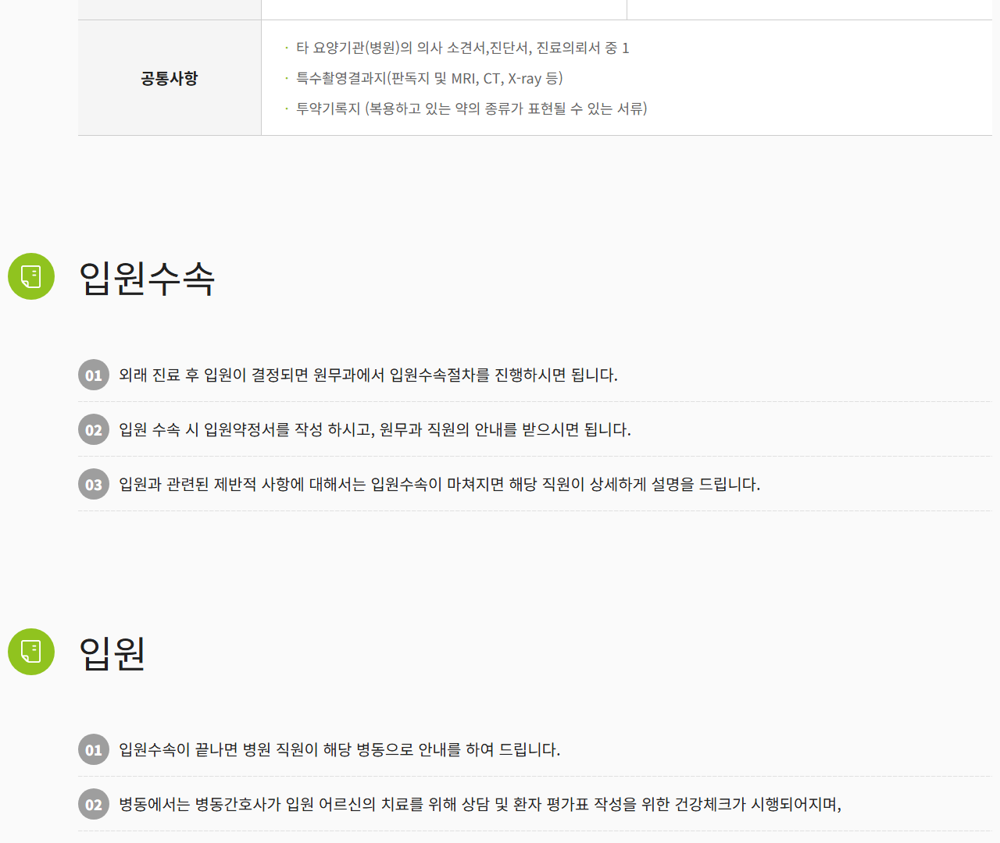 공통사항
· 타 요양기관(병원)의 의사 소견서,진단서, 진료의뢰서 중 1
· 특수촬영결과지(판독지 및 MRI, CT, X-ray 등)
· 투약기록지 (복용하고 있는 약의 종류가 표현될 수 있는 서류)
입원수속
01 외래 진료 후 입원이 결정되면 원무과에서 입원수속절차를 진행하시면 됩니다.
02 입원 수속 시 입원약정서를 작성 하시고, 원무과 직원의 안내를 받으시면 됩니다.
03 입원과 관련된 제반적 사항에 대해서는 입원수속이 마쳐지면 해당 직원이 상세하게 설명을 드립니다.
입원
01 입원수속이 끝나면 병원 직원이 해당 병동으로 안내를 하여 드립니다.
02 병동에서는 병동간호사가 입원 어르신의 치료를 위해 상담 및 환자 평가표 작성을 위한 건강체크가 시행되어지며,